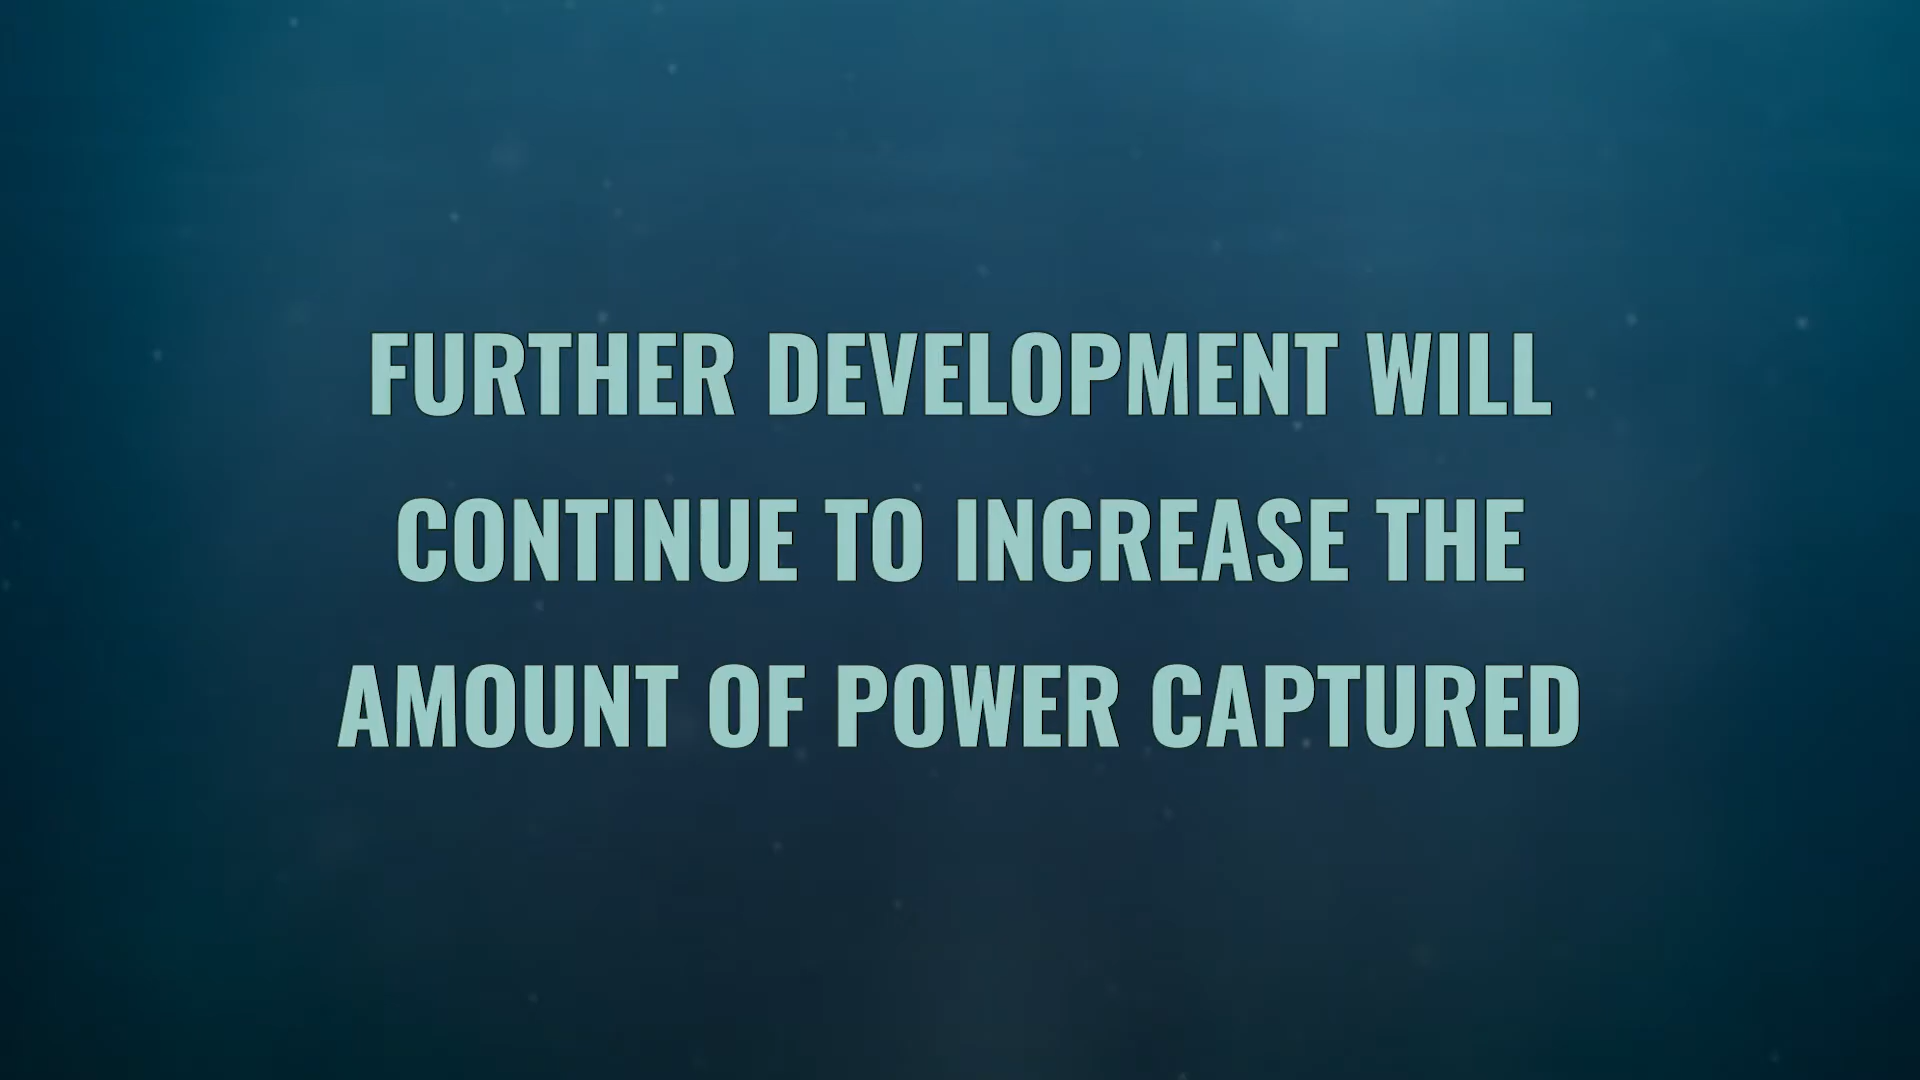 FURTHER DEVELOPMENT WILL
CONTINUE TO INCREASE THE
AMOUNT OF POWER CAPTURED